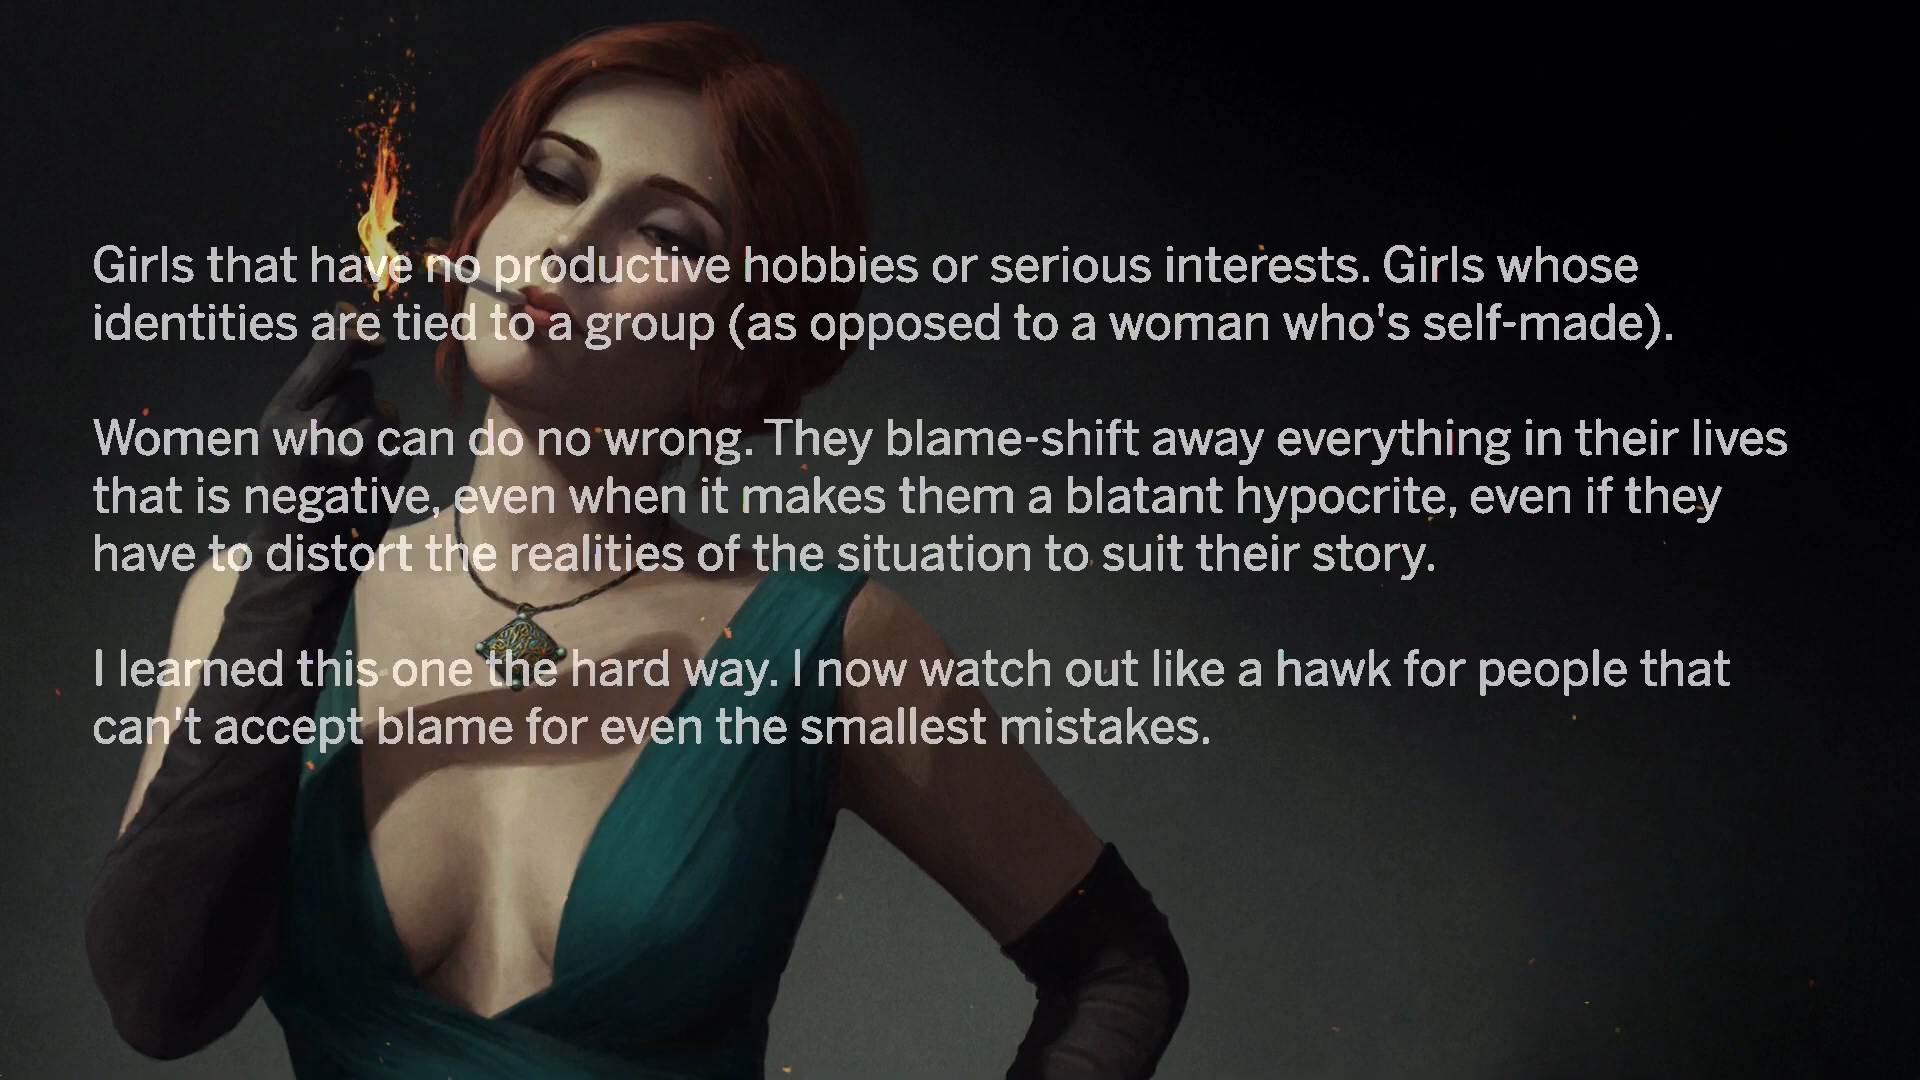 Girls that have no productive hobbies or serious interests. Girls whose
identities are tied to a group (as opposed to a woman who's self-made).
Women who can do no wrong. They blame-shift away everything in their lives
that is negative, even when it makes them a blatant hypocrite, even if they
have to distort the realities of the situation to suit their story.
I learned this one the hard way. I now watch out like a hawk for people that
can't accept blame for even the smallest mistakes.